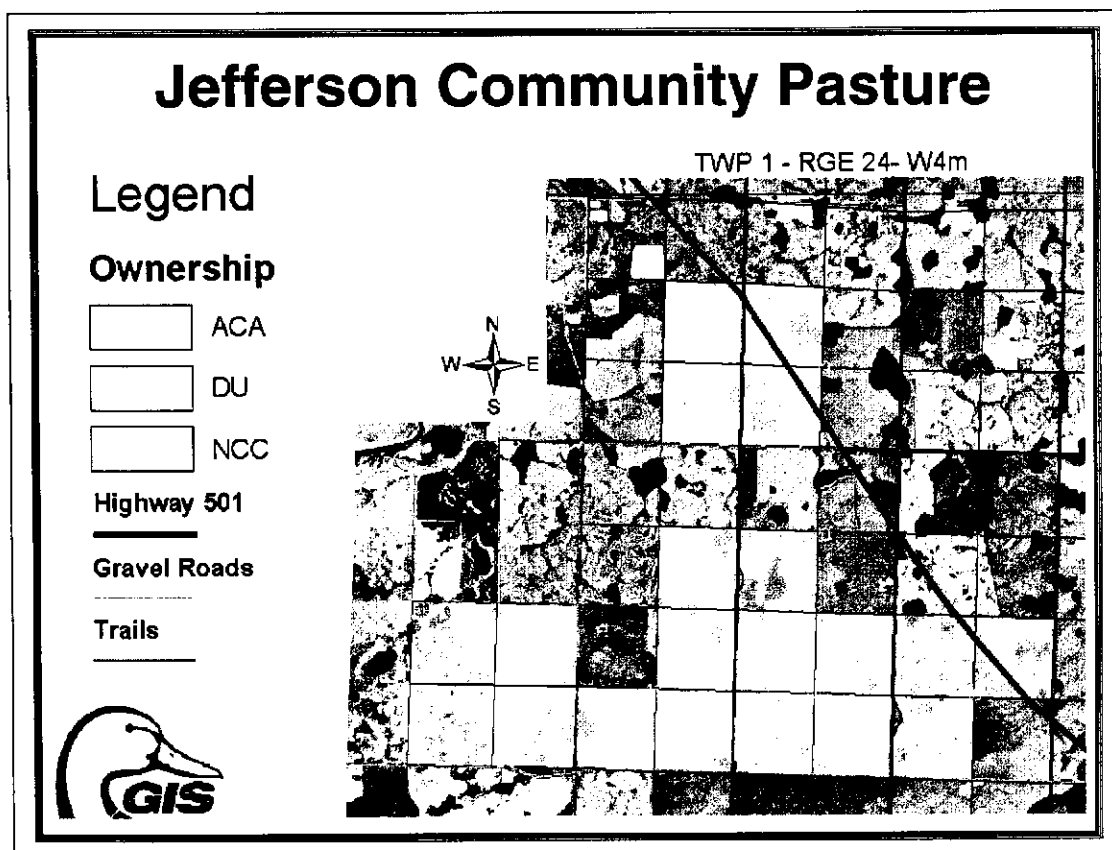 Jefferson Community Pasture
TWP 1 - RGE 24- W4m
Legend
Ownership
ACA
DU
NCC
Highway 501
Gravel Roads
Trails
N
W E
S
GIS